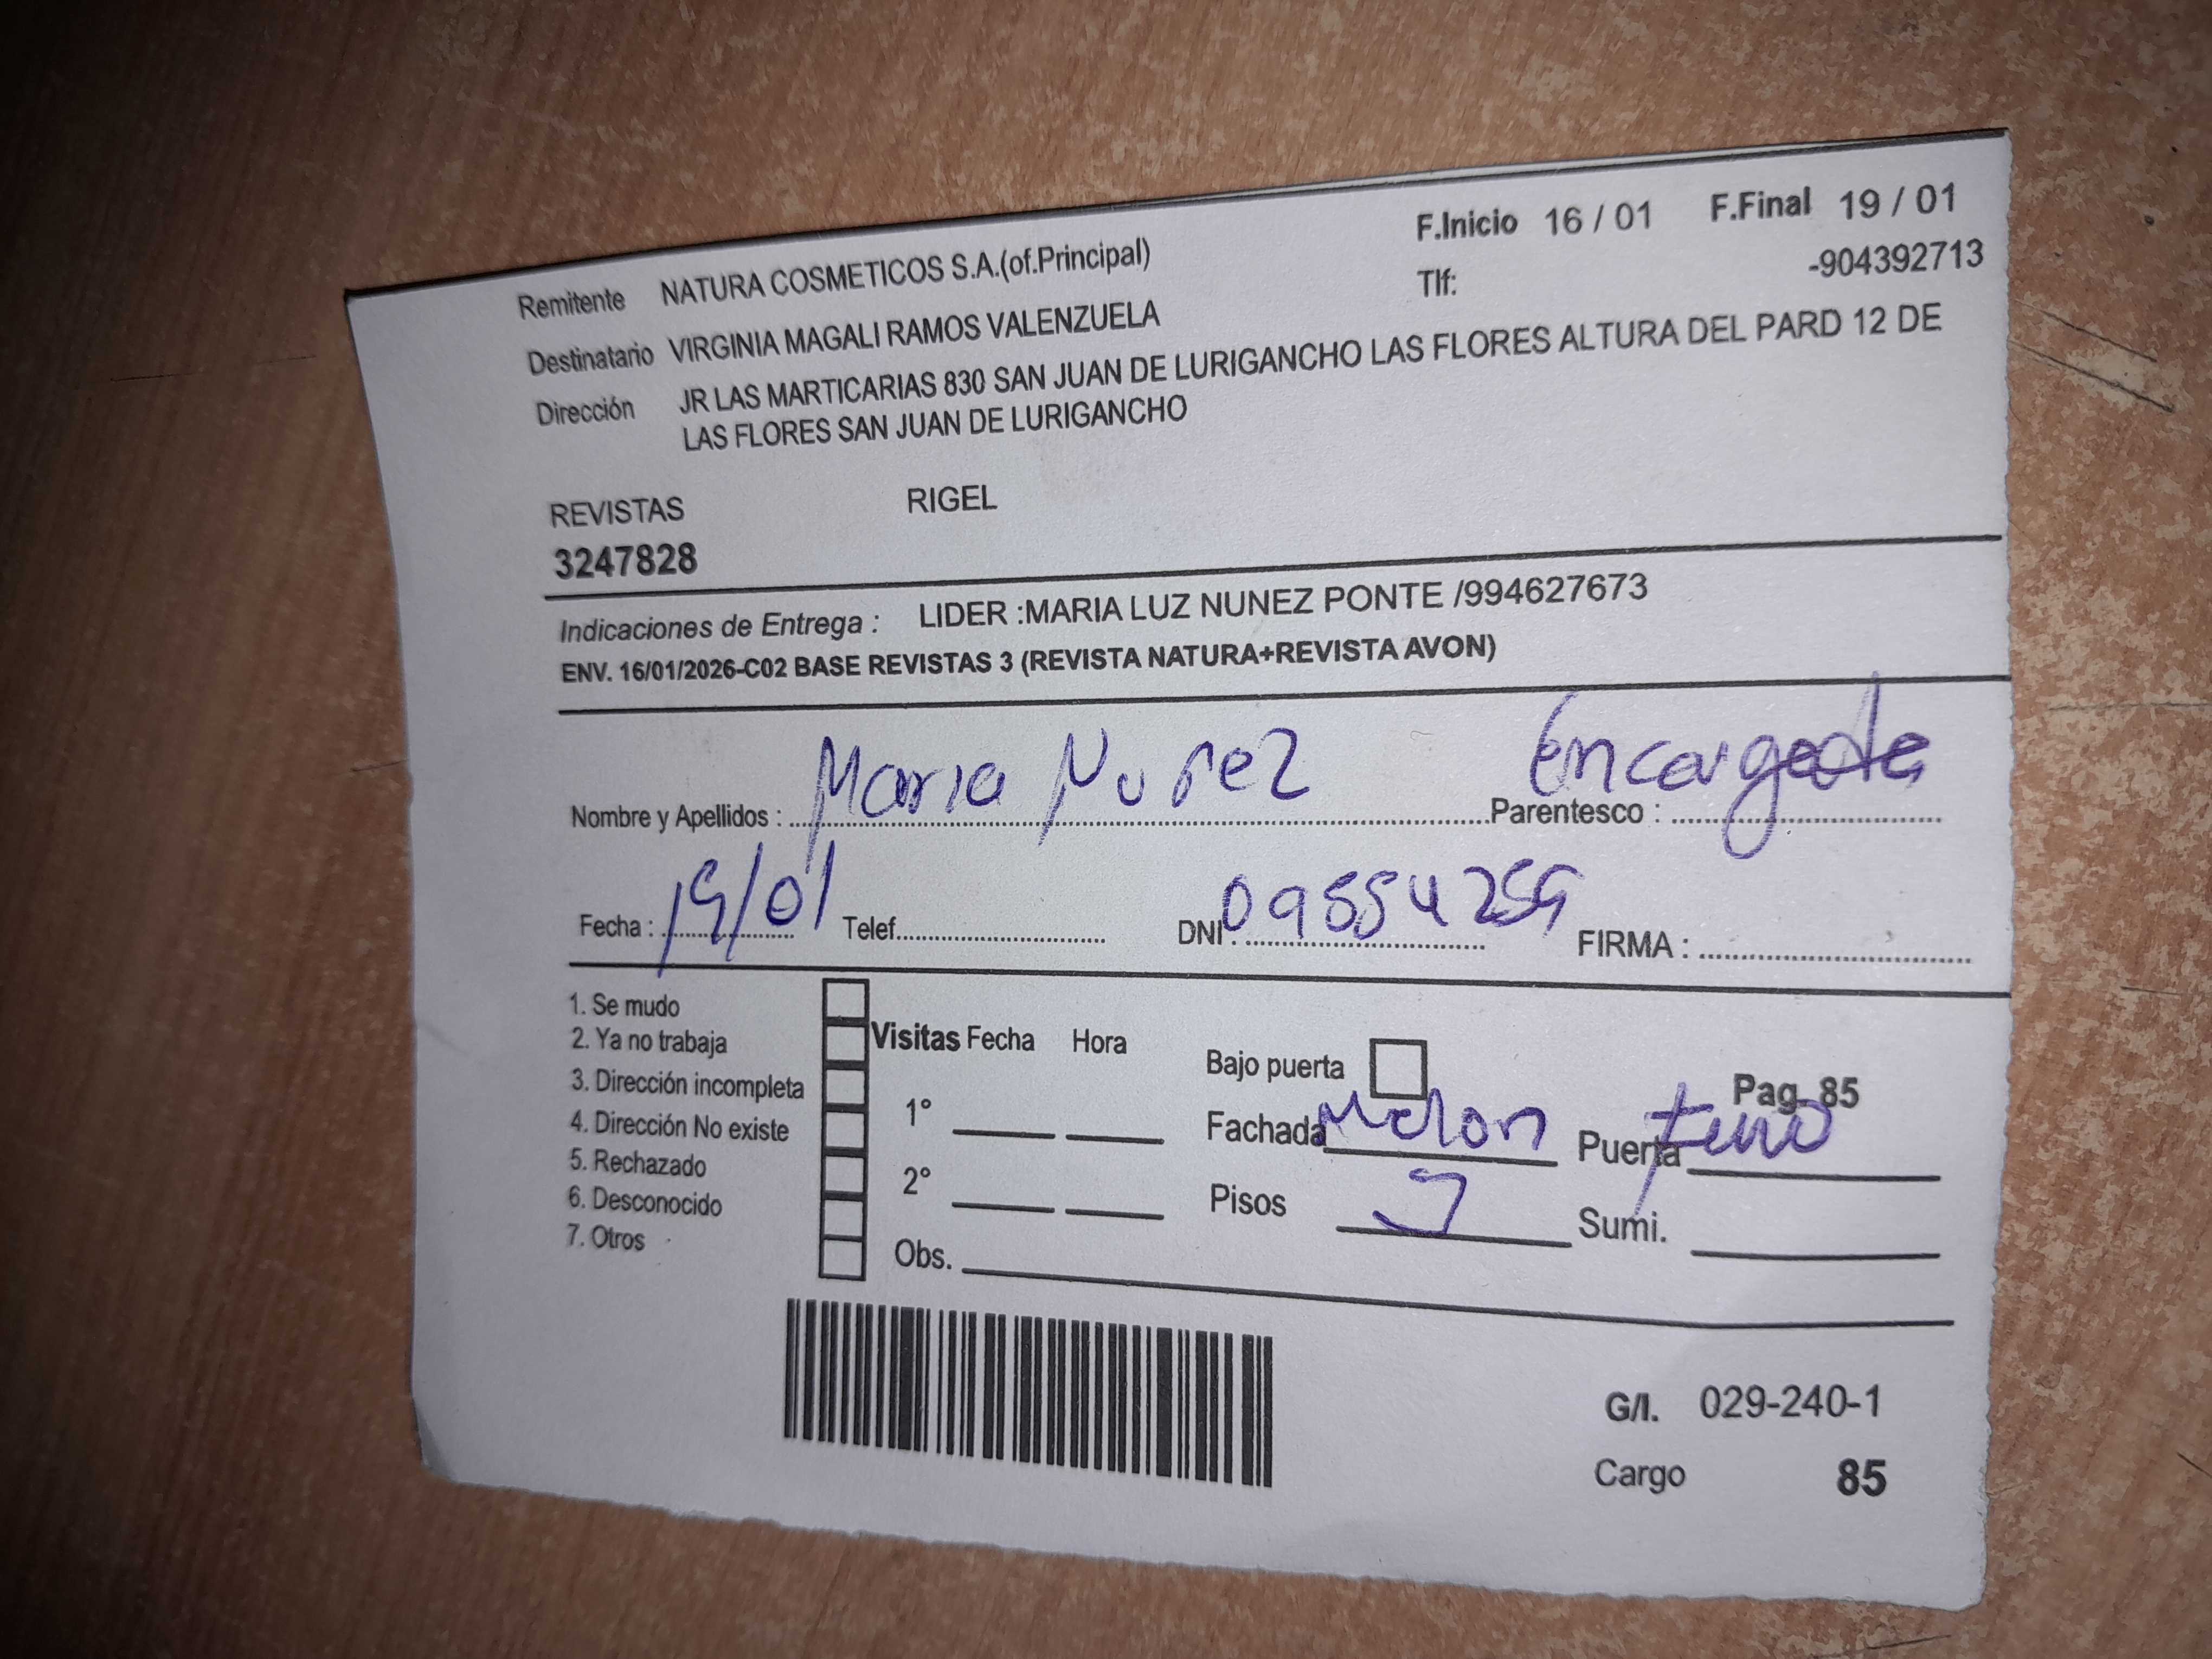 F.Inicio 16 / 01 F.Final 19 / 01
Remitente NATURA COSMETICOS S.A.(of.Principal) Tlf: -904392713
Destinatario VIRGINIA MAGALI RAMOS VALENZUELA
Dirección JR LAS MARTICARIAS 830 SAN JUAN DE LURIGANCHO LAS FLORES ALTURA DEL PARD 12 DE
LAS FLORES SAN JUAN DE LURIGANCHO
REVISTAS RIGEL
3247828
Indicaciones de Entrega : LIDER :MARIA LUZ NUNEZ PONTE /994627673
ENV. 16/01/2026-C02 BASE REVISTAS 3 (REVISTA NATURA+REVISTA AVON)
Nombre y Apellidos : Maria Nuñez Parentesco : Encargada
Fecha : 19/01 Telef. DNI : FIRMA :
1. Se mudo
2. Ya no trabaja Visitas Fecha Hora Bajo puerta
3. Dirección incompleta Pag. 85
4. Dirección No existe 1° Fachada Melon Puerta
5. Rechazado
6. Desconocido 2° Pisos Sumi.
7. Otros Obs.
G/I. 029-240-1
Cargo 85